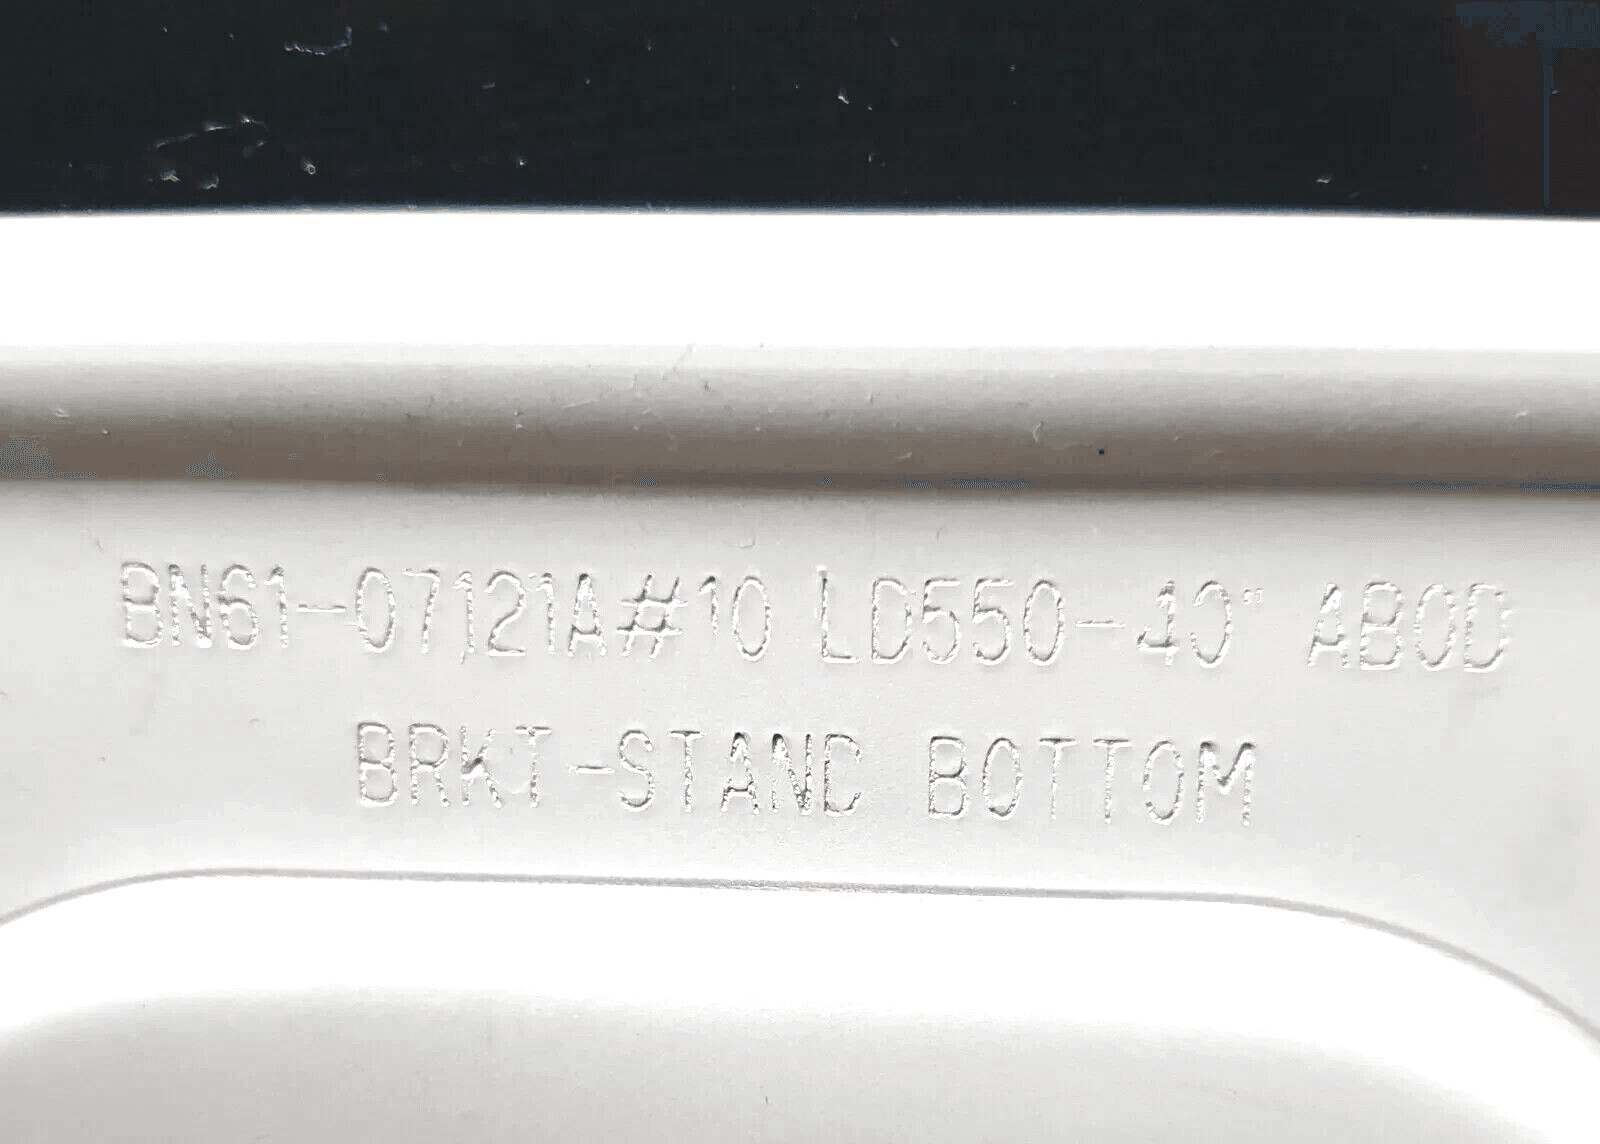 BN61-07121A#10 LD550-40" AB0D
BRKT-STAND BOTTOM